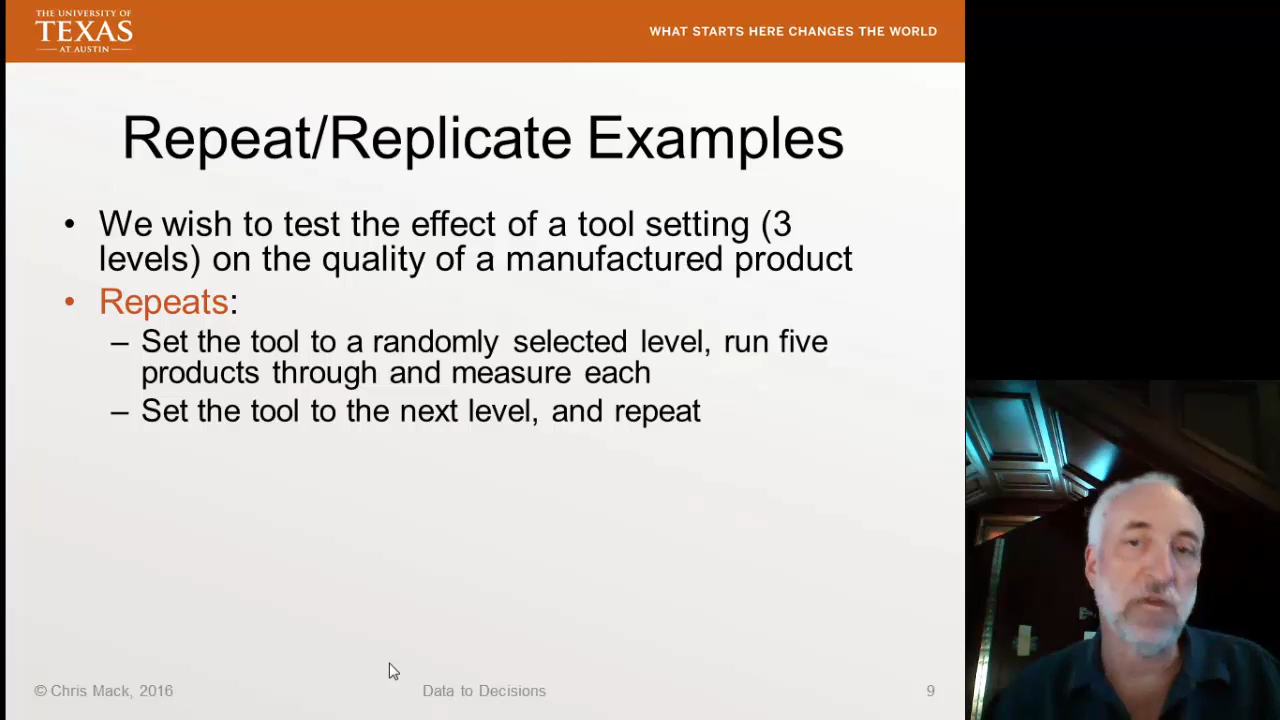 THE UNIVERSITY OF
TEXAS
AT AUSTIN
WHAT STARTS HERE CHANGES THE WORLD
Repeat/Replicate Examples
• We wish to test the effect of a tool setting (3
levels) on the quality of a manufactured product
• Repeats:
– Set the tool to a randomly selected level, run five
products through and measure each
– Set the tool to the next level, and repeat
© Chris Mack, 2016
Data to Decisions
9